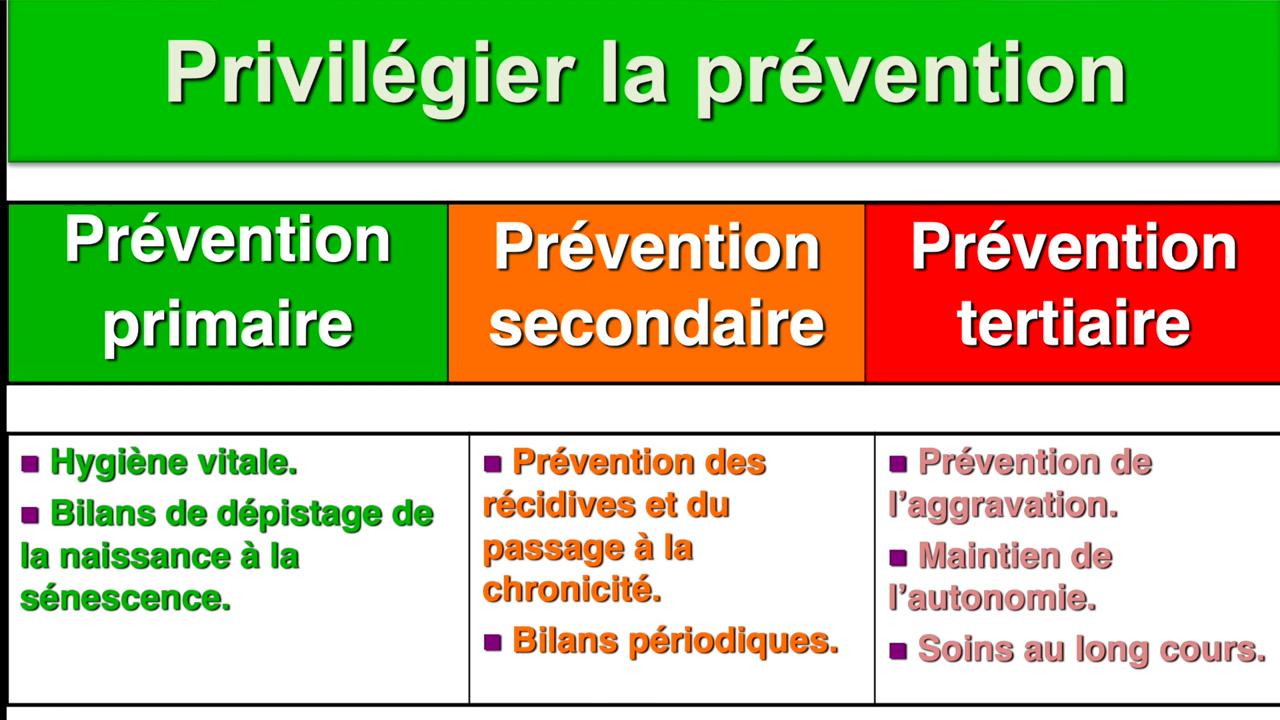 Privilégier la prévention
Prévention
primaire
Prévention
secondaire
Prévention
tertiaire
■ Hygiène vitale.
■ Bilans de dépistage de
la naissance à la
sénescence.
■ Prévention des
récidives et du
passage à la
chronicité.
■ Bilans périodiques.
■ Prévention de
l’aggravation.
■ Maintien de
l’autonomie.
■ Soins au long cours.